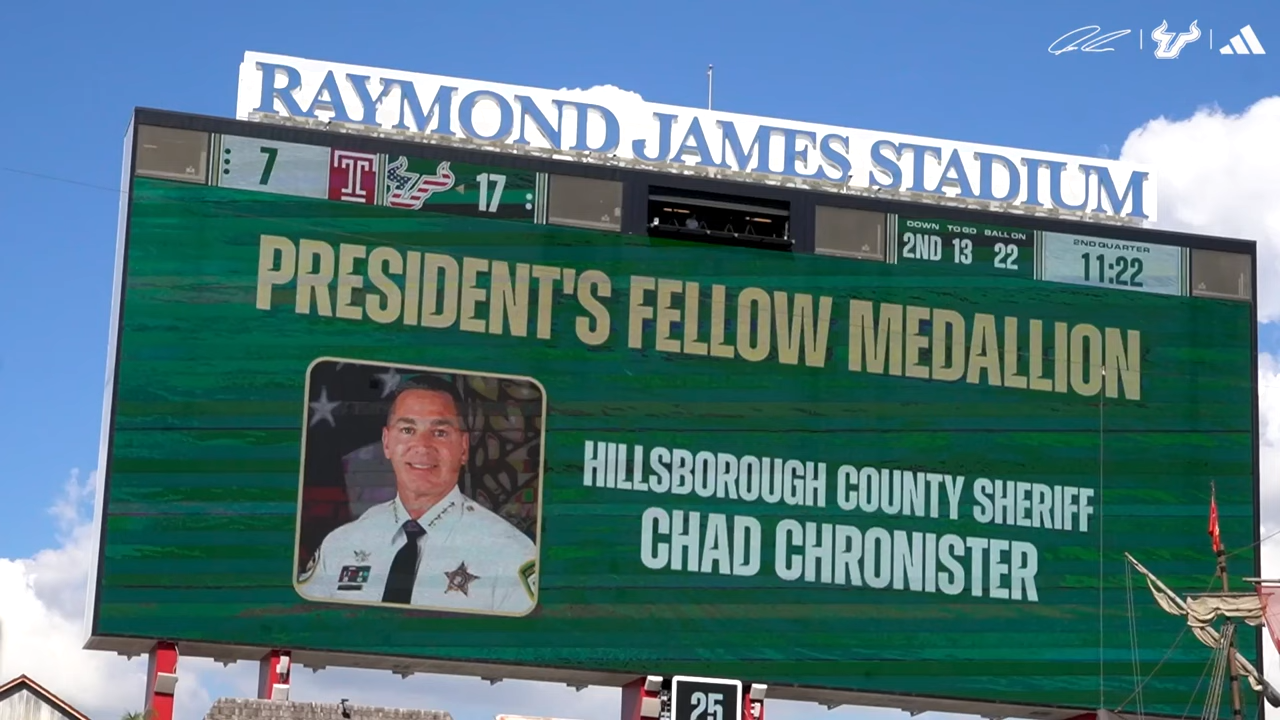 RAYMOND JAMES STADIUM
7 T 17
DOWN TO GO BALL ON
2ND 13 22
2ND QUARTER
11:22
PRESIDENT'S FELLOW MEDALLION
HILLSBOROUGH COUNTY SHERIFF
CHAD CHRONISTER
25